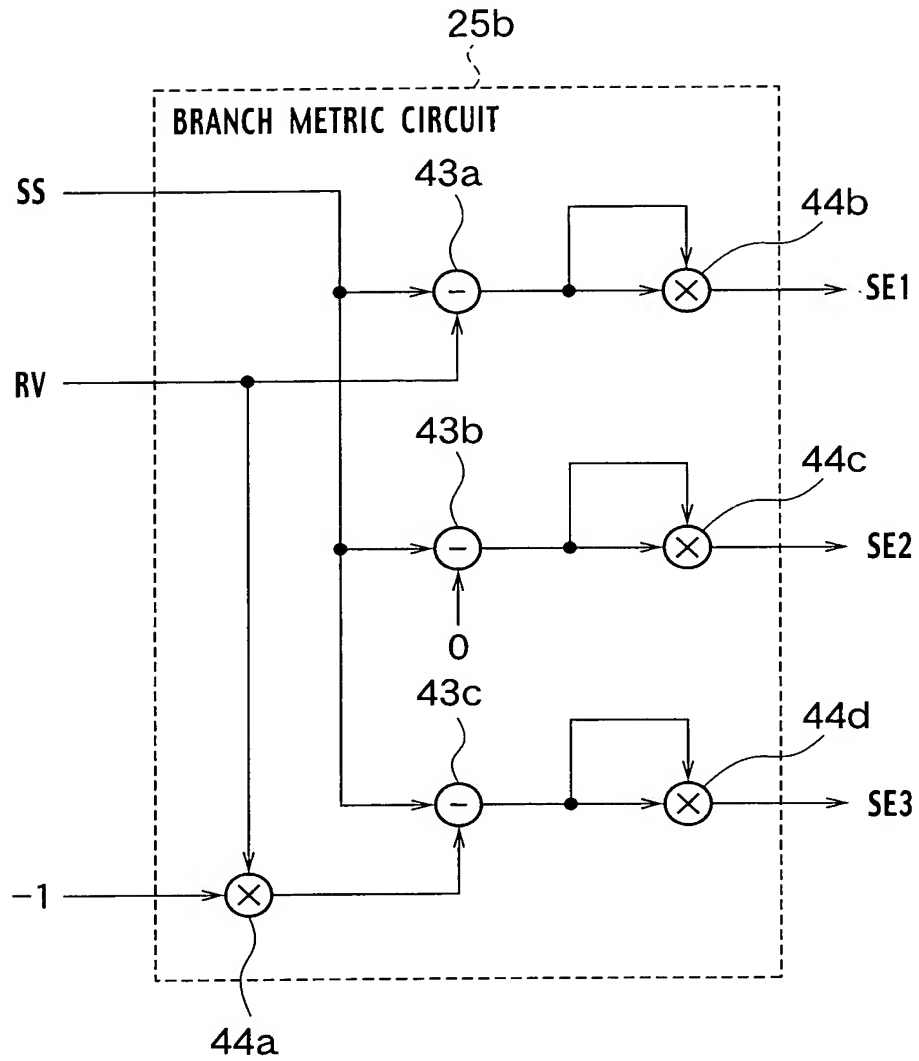 25b
BRANCH METRIC CIRCUIT
SS
43a
44b
SE1
RV
43b
44c
SE2
0
43c
44d
SE3
-1
44a